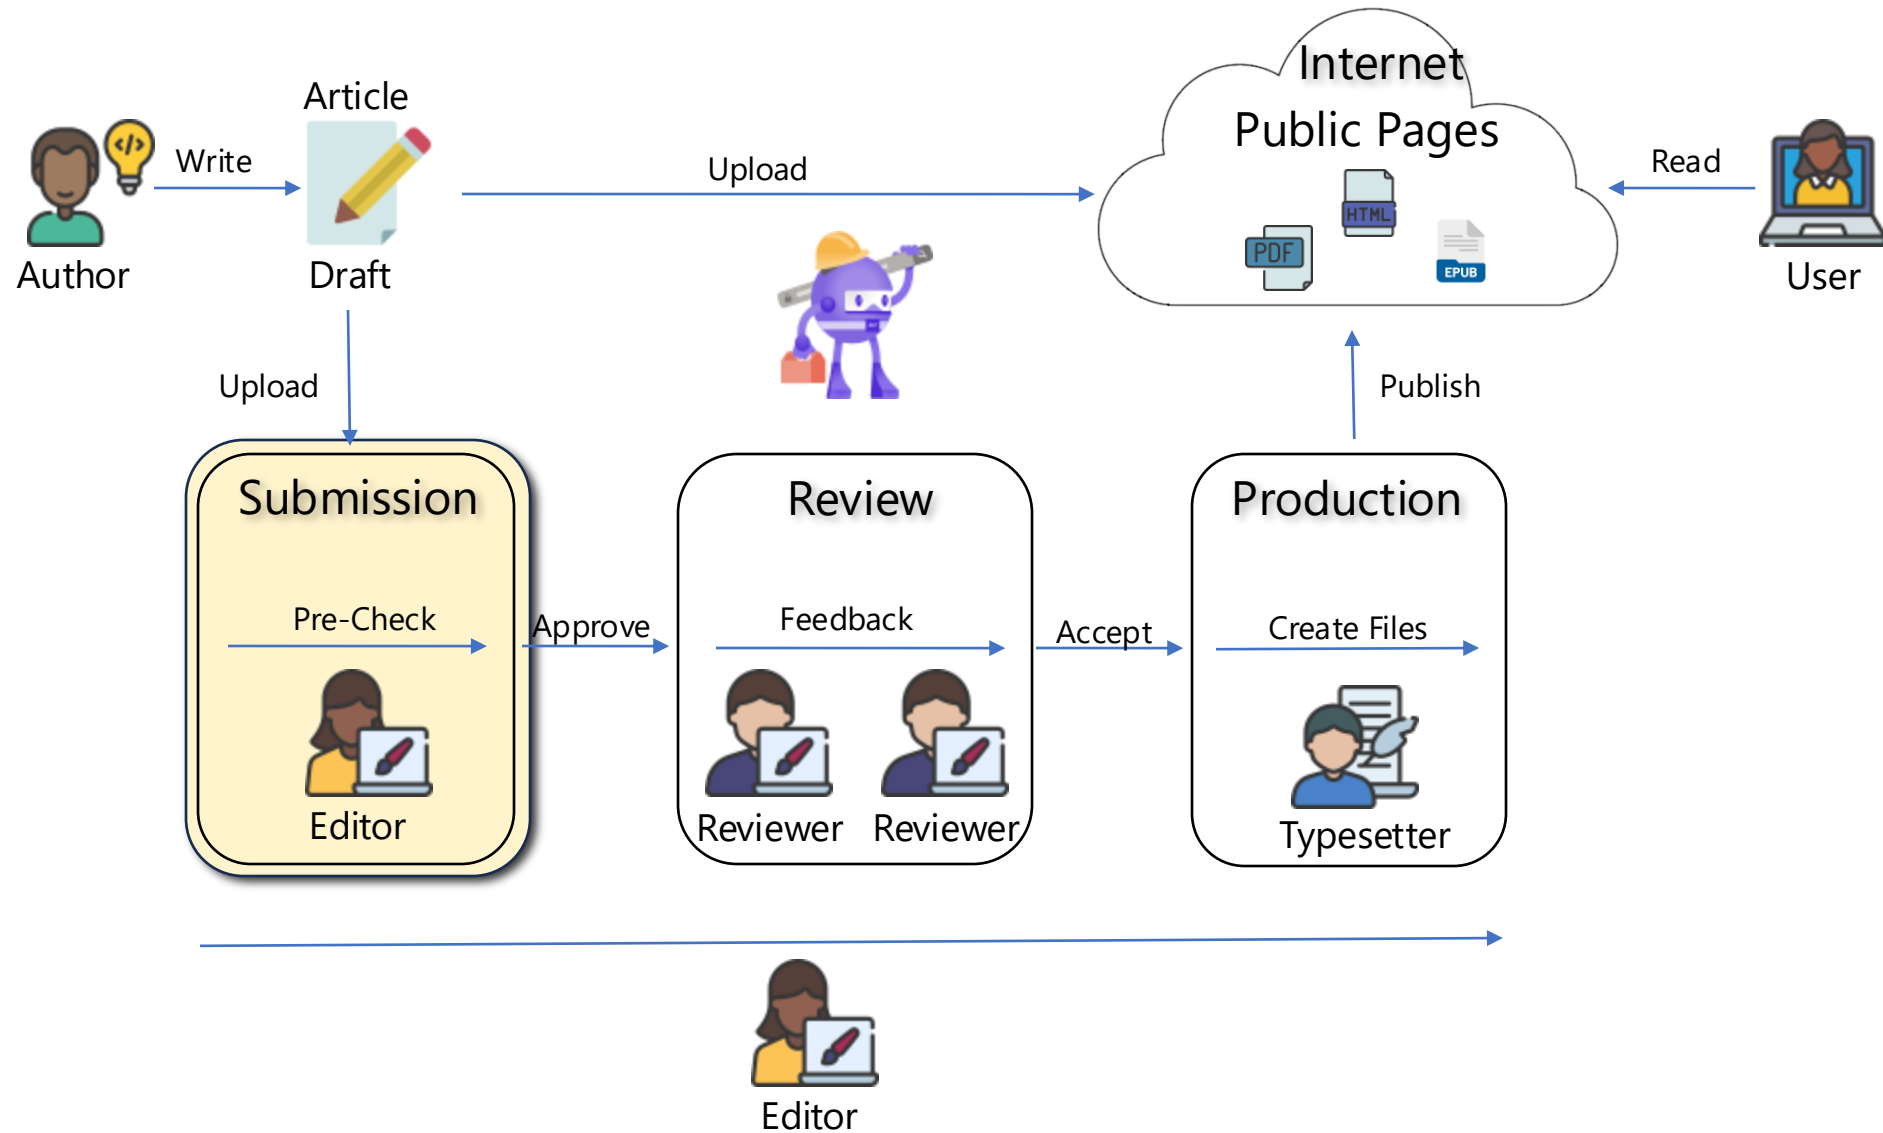 Internet
Public Pages
Article
Write
Upload
Read
</>
HTML
PDF
EPUB
Author
Draft
User
Upload
Publish
Submission
Review
Production
Pre-Check
Approve
Feedback
Accept
Create Files
Editor
Reviewer
Reviewer
Typesetter
Editor